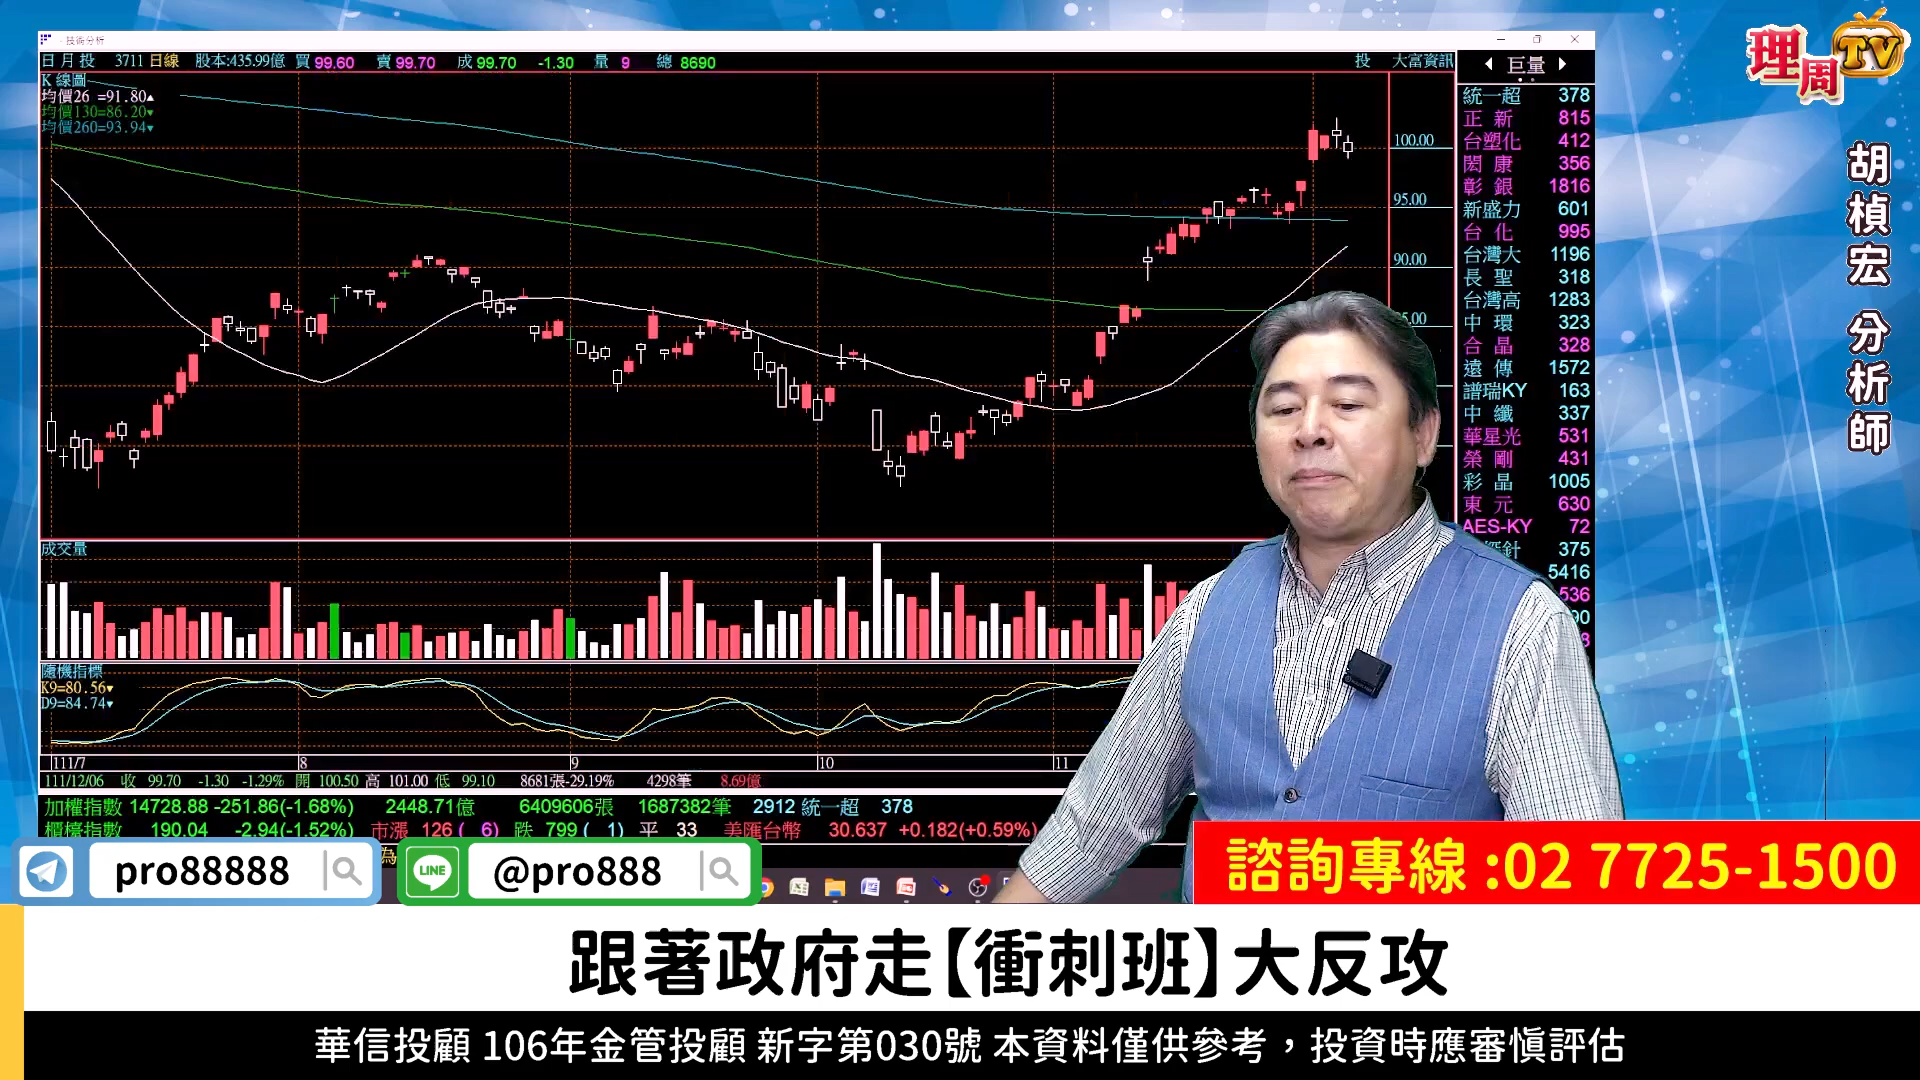 技術分析
日月投 3711 日線 股本:435.99億 買 99.60 賣 99.70 成 99.70 -1.30 量 9 總 8690 投 大富資訊
K線圖
均價26 =91.80▲
均價130=86.20▼
均價260=93.94▼
100.00
95.00
90.00
成交量
隨機指標
K9=80.56▼
D9=84.74▼
111/7 8 9 10 11
111/12/06 收 99.70 -1.30 -1.29% 開 100.50 高 101.00 低 99.10 8681張-29.19% 4298筆 8.69億
加權指數 14728.88 -251.86(-1.68%) 2448.71億 6409606張 1687382筆 2912 統一超 378
櫃檯指數 190.04 -2.94(-1.52%) 市漲 126 ( 6) 跌 799 ( 1) 平 33 美匯台幣 30.637 +0.182(+0.59%)
巨量
統一超 378
正新 815
台塑化 412
閎康 356
彰銀 1816
新盛力 601
台化 995
台灣大 1196
長聖 318
台灣高 1283
中環 323
合晶 328
遠傳 1572
譜瑞KY 163
中纖 337
華星光 531
榮剛 431
彩晶 1005
東元 630
AES-KY 72
375
5416
536
理周TV
胡楨宏 分析師
pro88888
LINE
@pro888
諮詢專線 :02 7725-1500
跟著政府走【衝刺班】大反攻
華信投顧 106年金管投顧 新字第030號 本資料僅供參考，投資時應審慎評估